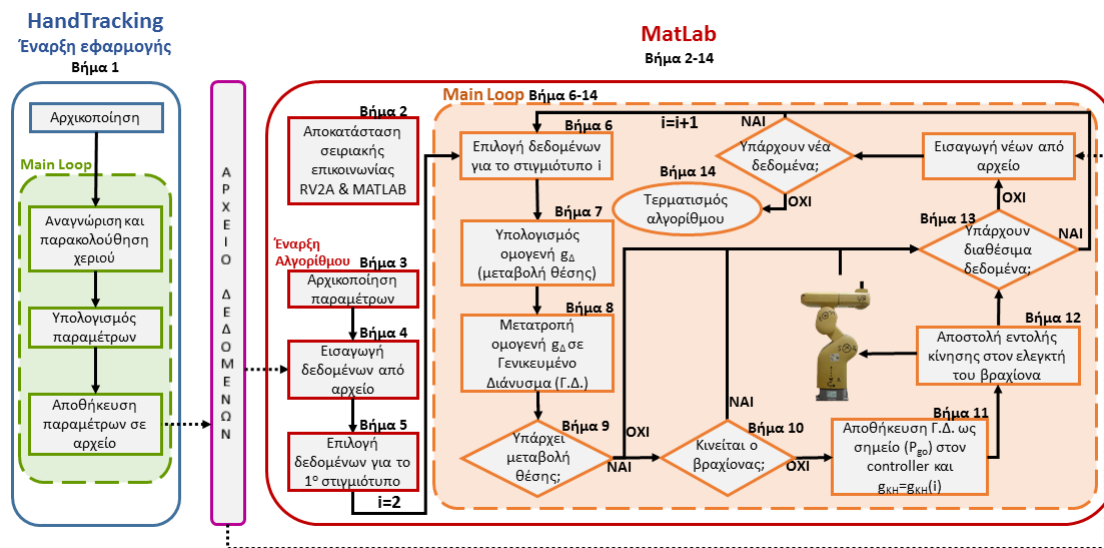 HandTracking
Έναρξη εφαρμογής
Βήμα 1
Αρχικοποίηση
Main Loop
Αναγνώριση και
παρακολούθηση
χεριού
Υπολογισμός
παραμέτρων
Αποθήκευση
παραμέτρων σε
αρχείο
ΑΡΧΕΙΟ ΔΕΔΟΜΕΝΩΝ
MatLab
Βήμα 2-14
Βήμα 2
Αποκατάσταση
σειριακής
επικοινωνίας
RV2A & MATLAB
Έναρξη
Αλγορίθμου
Βήμα 3
Αρχικοποίηση
παραμέτρων
Βήμα 4
Εισαγωγή
δεδομένων από
αρχείο
Βήμα 5
Επιλογή
δεδομένων για το
1ο στιγμιότυπο
i=2
Main Loop Βήμα 6-14
Βήμα 6
Επιλογή δεδομένων
για το στιγμιότυπο i
i=i+1
Βήμα 7
Υπολογισμός
ομογενή gΔ
(μεταβολή θέσης)
Βήμα 8
Μετατροπή
ομογενή gΔ σε
Γενικευμένο
Διάνυσμα (Γ.Δ.)
Βήμα 9
Υπάρχει
μεταβολή
θέσης;
ΟΧΙ
ΝΑΙ
Βήμα 10
Κινείται ο
βραχίονας;
ΝΑΙ
ΟΧΙ
Βήμα 11
Αποθήκευση Γ.Δ. ως
σημείο (Pgo) στον
controller και
gKH=gKH(i)
Βήμα 12
Αποστολή εντολής
κίνησης στον ελεγκτή
του βραχίονα
Βήμα 13
Υπάρχουν
διαθέσιμα
δεδομένα;
ΝΑΙ
ΟΧΙ
Εισαγωγή νέων από
αρχείο
Υπάρχουν νέα
δεδομένα;
ΝΑΙ
ΟΧΙ
Βήμα 14
Τερματισμός
αλγορίθμου